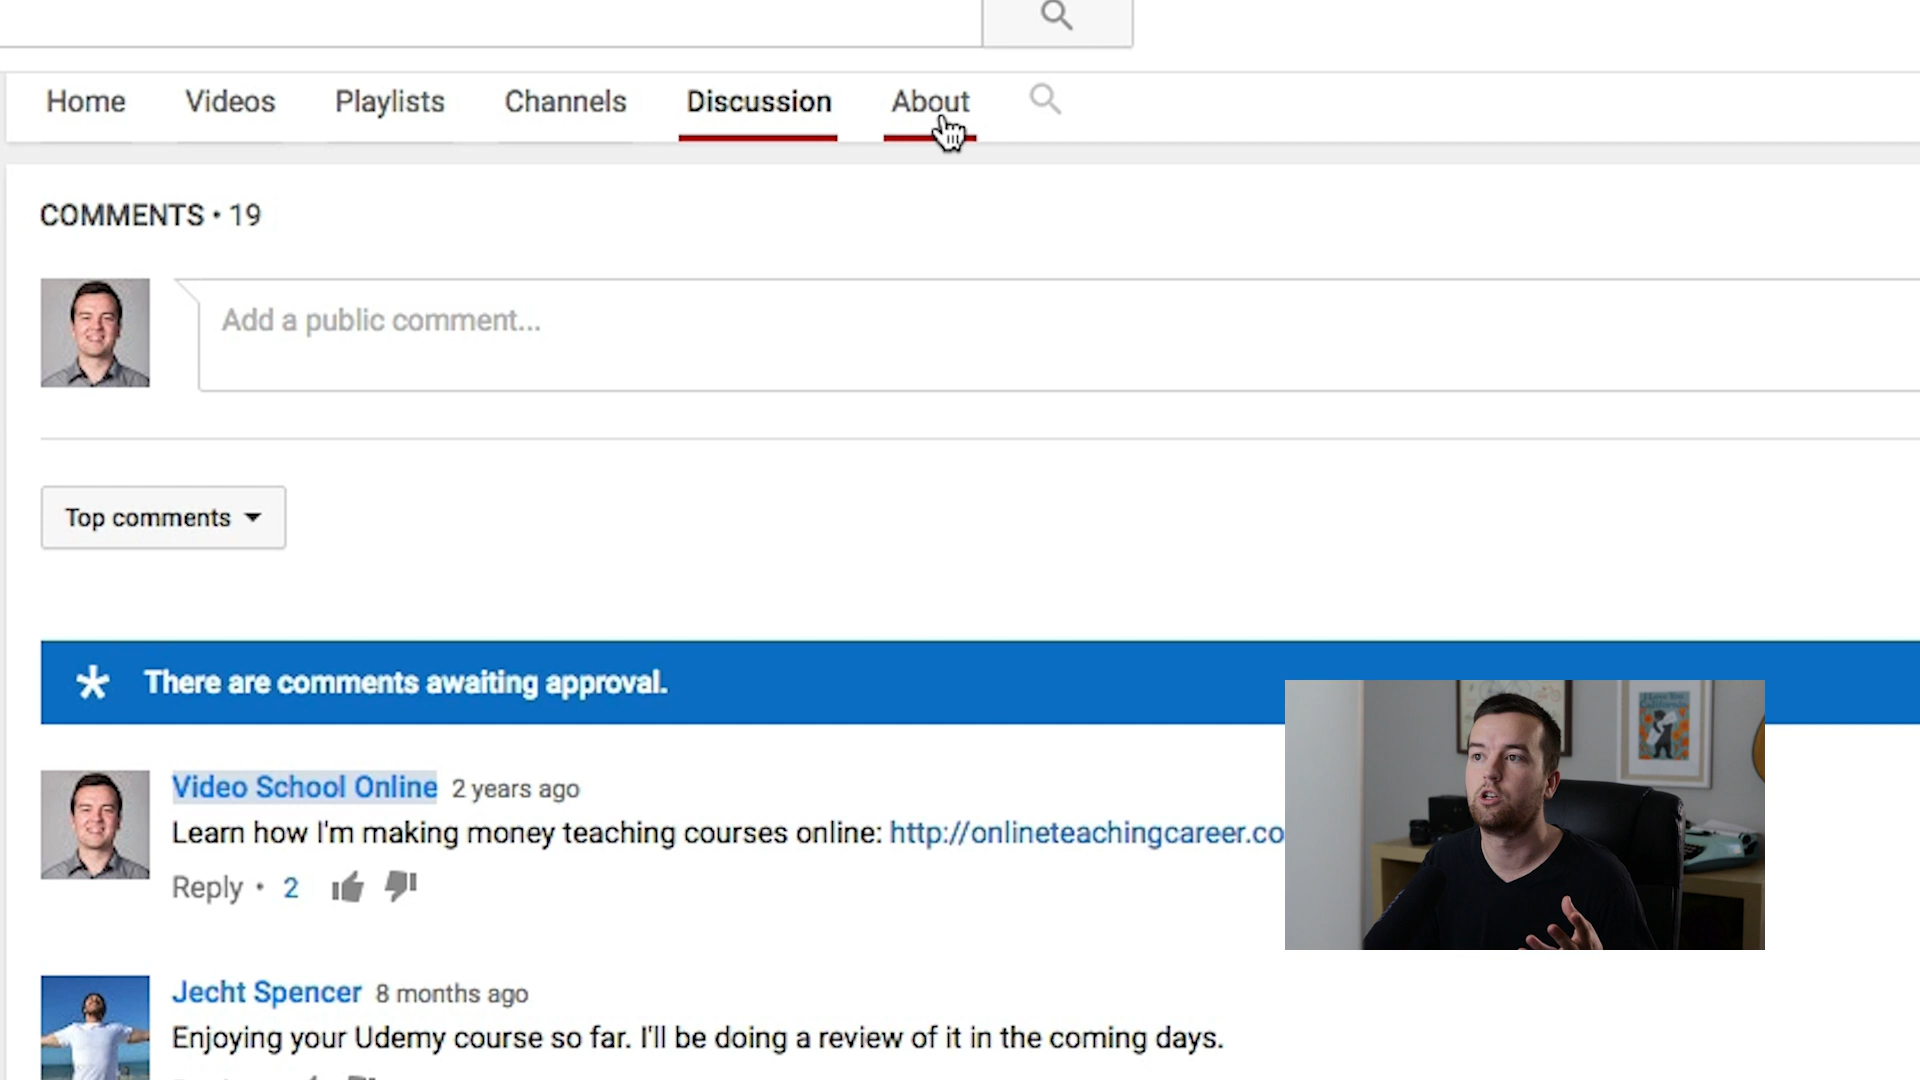 Home Videos Playlists Channels Discussion About
COMMENTS • 19
Add a public comment...
Top comments
There are comments awaiting approval.
Video School Online 2 years ago
Learn how I'm making money teaching courses online: http://onlineteachingcareer.co
Reply • 2
Jecht Spencer 8 months ago
Enjoying your Udemy course so far. I'll be doing a review of it in the coming days.